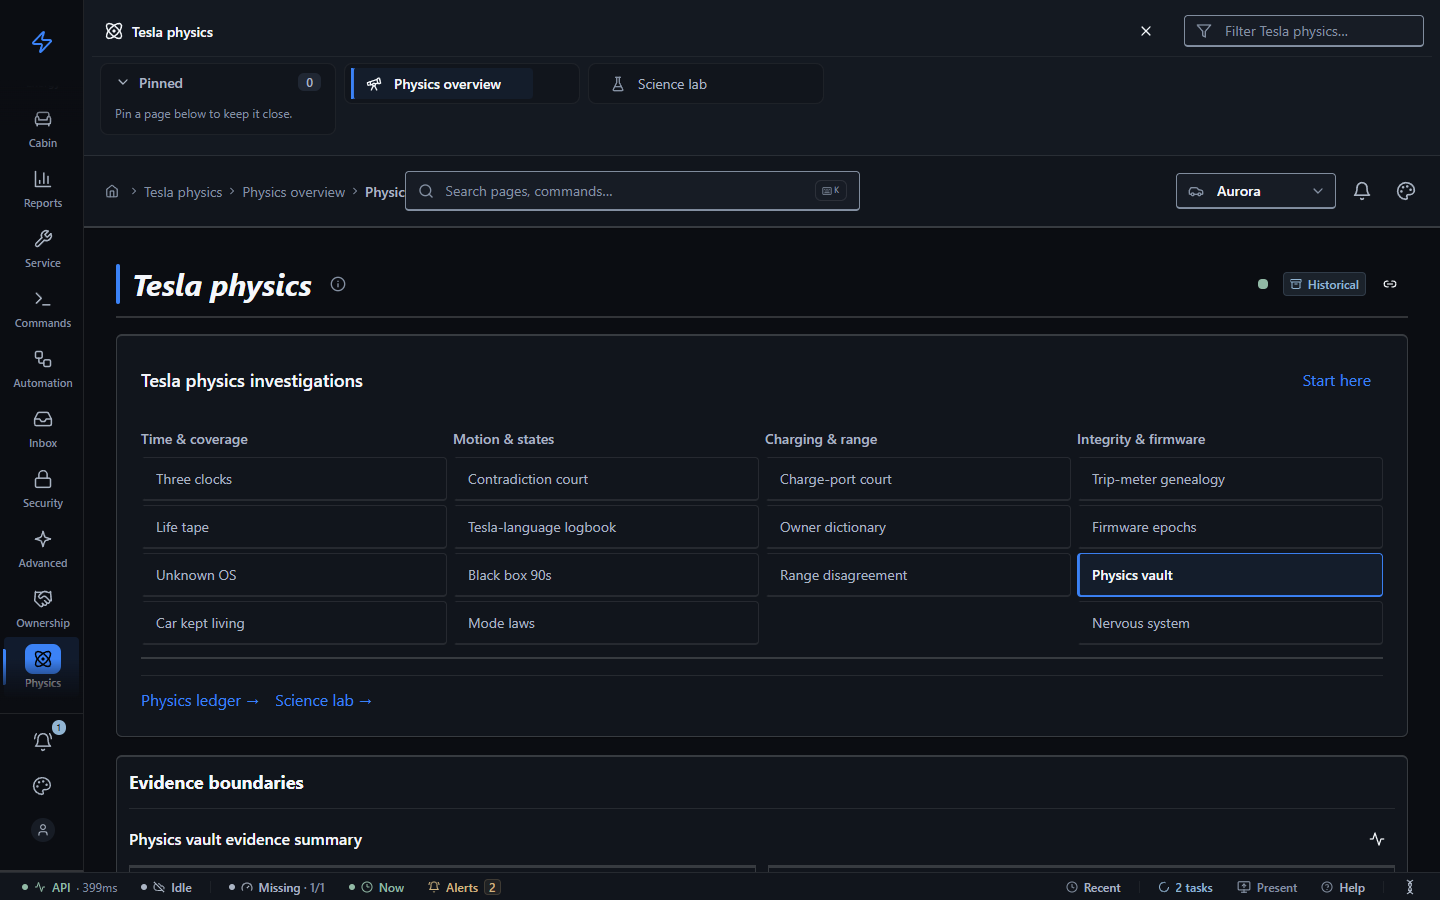 Tesla physics
Filter Tesla physics...
Pinned
0
Pin a page below to keep it close.
Physics overview
Science lab
Cabin
Reports
Service
Commands
Automation
Inbox
Security
Advanced
Ownership
Physics
1
Tesla physics
Physics overview
Physic
Search pages, commands...
K
Aurora
Tesla physics
Historical
Tesla physics investigations
Start here
Time & coverage
Three clocks
Life tape
Unknown OS
Car kept living
Motion & states
Contradiction court
Tesla-language logbook
Black box 90s
Mode laws
Charging & range
Charge-port court
Owner dictionary
Range disagreement
Integrity & firmware
Trip-meter genealogy
Firmware epochs
Physics vault
Nervous system
Physics ledger →
Science lab →
Evidence boundaries
Physics vault evidence summary
API · 399ms
Idle
Missing · 1/1
Now
Alerts 2
Recent
2 tasks
Present
Help